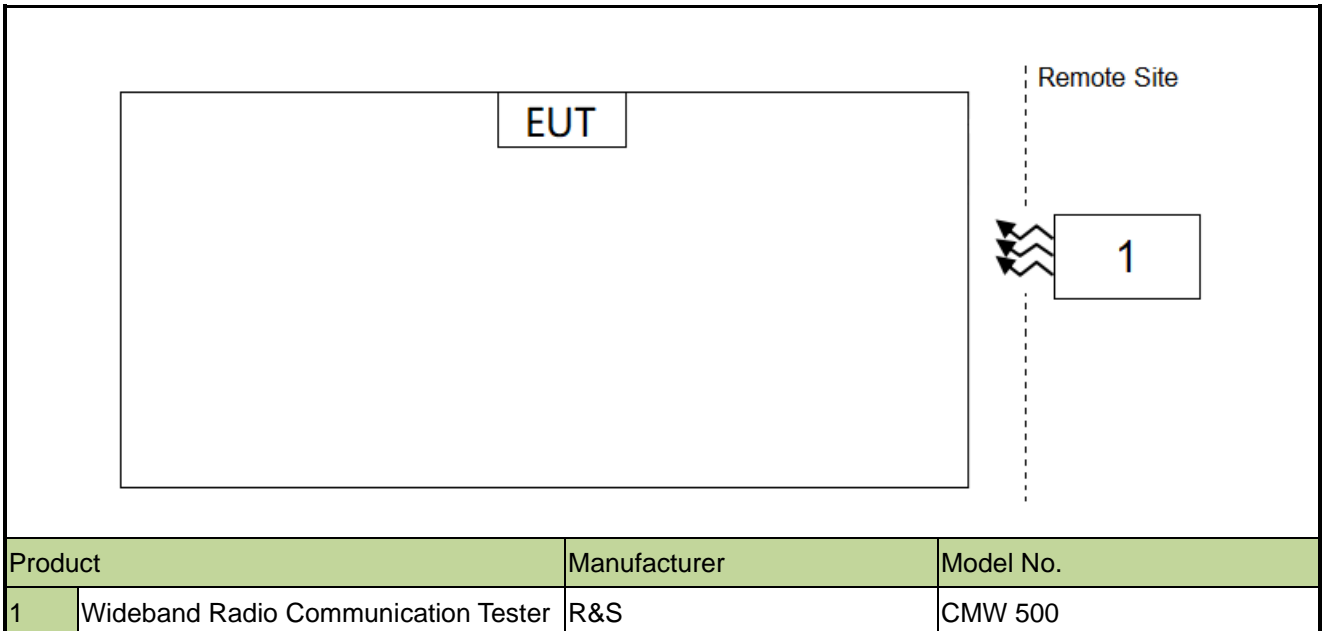 Remote Site
EUT
1
Product Manufacturer Model No.
1 Wideband Radio Communication Tester R&S CMW 500